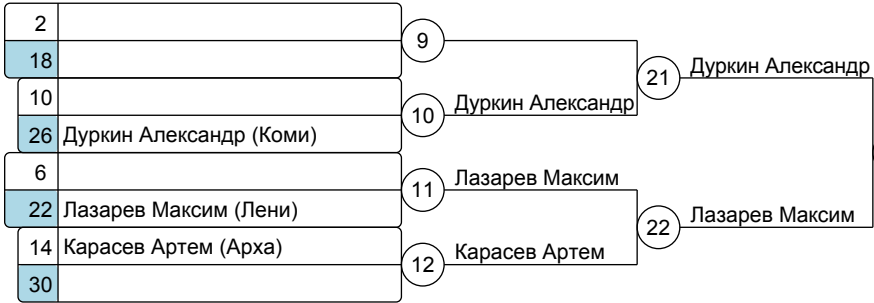 2
9
18
21 Дуркин Александр
10
10 Дуркин Александр
26 Дуркин Александр (Коми)
6
11 Лазарев Максим
22 Лазарев Максим (Лени)
22 Лазарев Максим
14 Карасев Артем (Арха)
12 Карасев Артем
30